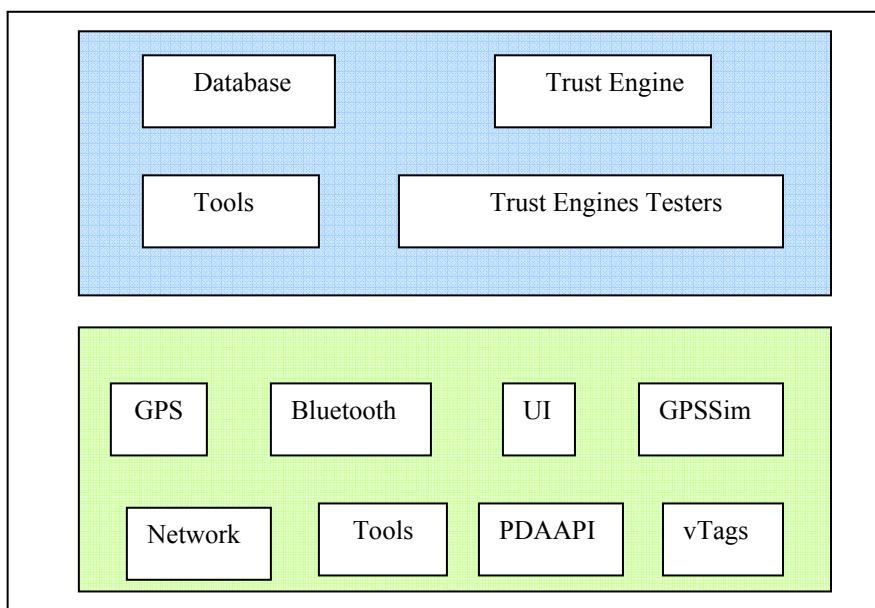 Database
Trust Engine
Tools
Trust Engines Testers
GPS
Bluetooth
UI
GPSSim
Network
Tools
PDAAPI
vTags